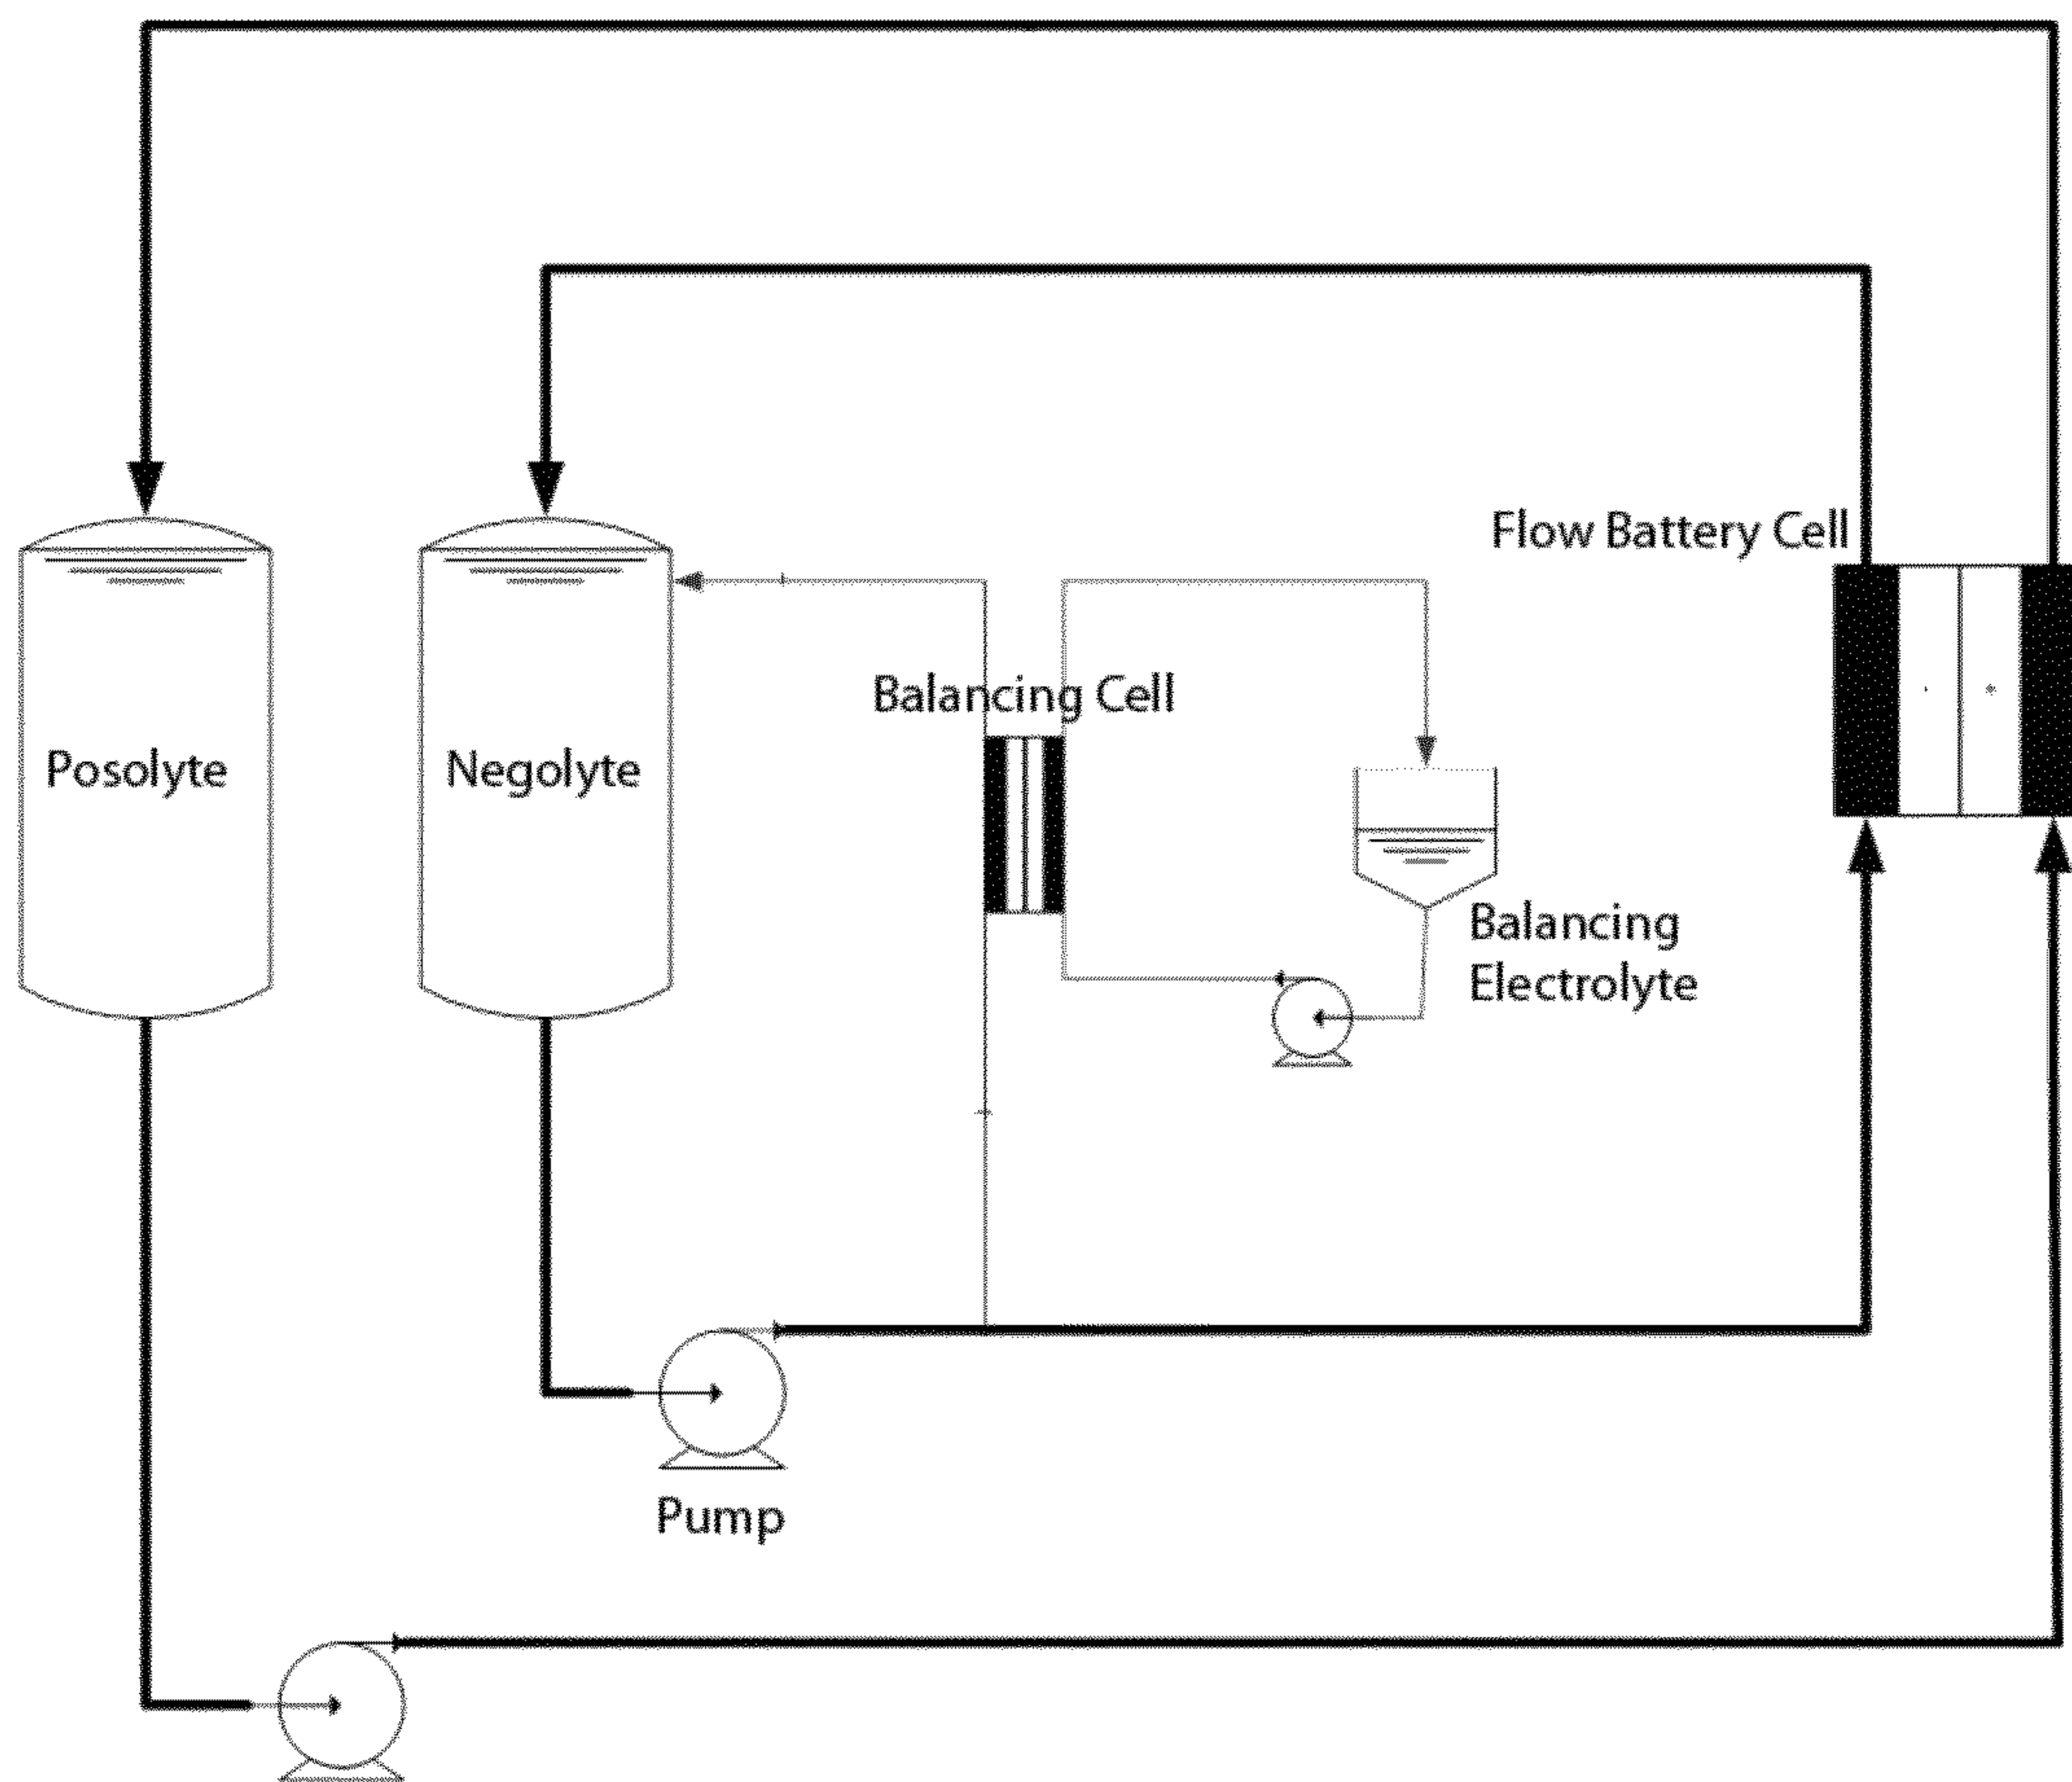 Flow Battery Cell
Balancing Cell
Posolyte
Negolyte
Balancing
Electrolyte
Pump